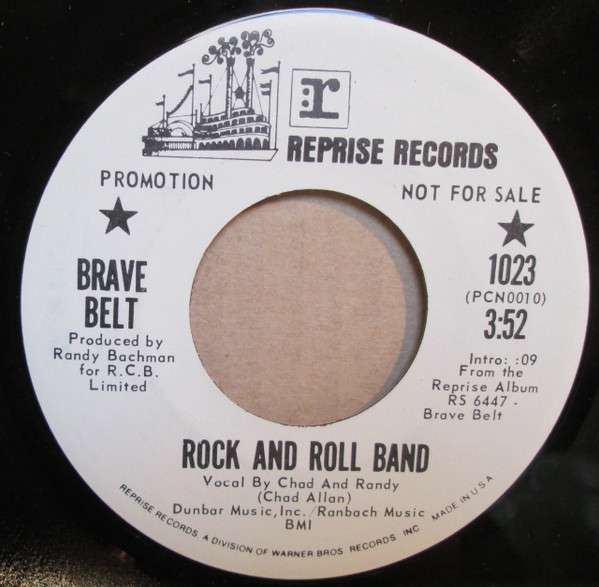 r
REPRISE RECORDS
PROMOTION
NOT FOR SALE
BRAVE
BELT
Produced by
Randy Bachman
for R.C.B.
Limited
1023
(PCN0010)
3:52
Intro: :09
From the
Reprise Album
RS 6447 -
Brave Belt
ROCK AND ROLL BAND
Vocal By Chad And Randy
(Chad Allan)
Dunbar Music, Inc. / Ranbach Music
BMI
REPRISE RECORDS, A DIVISION OF WARNER BROS. RECORDS INC. MADE IN U.S.A.